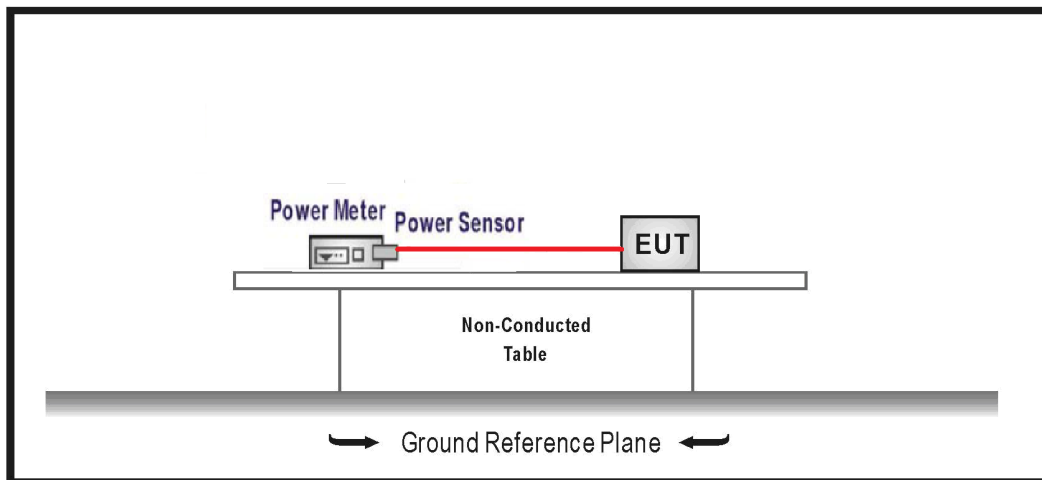 Power Meter
Power Sensor
EUT
Non-Conducted
Table
Ground Reference Plane